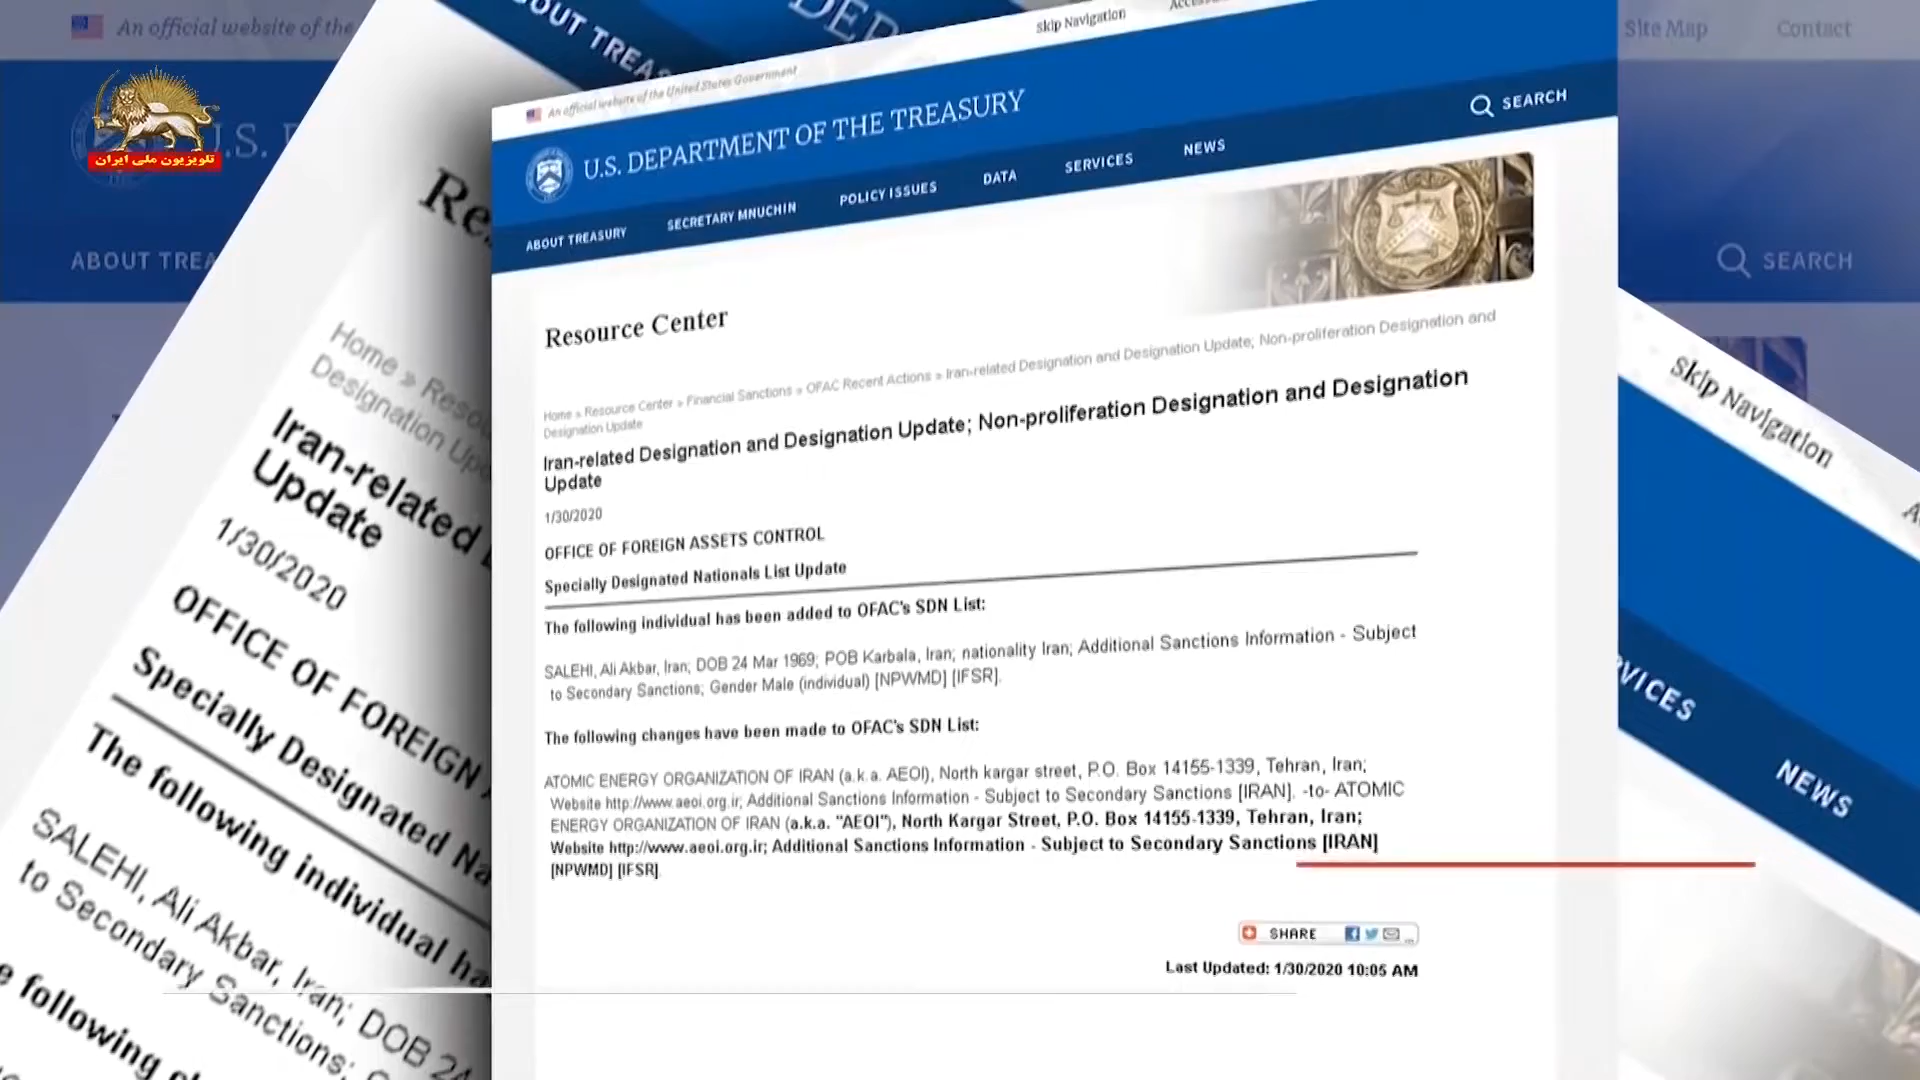 An official website of the
Site Map
Contact
تلویزیون ملی ایران
U.S. D
ABOUT TREA
SEARCH
OUT TREAS
DEP
Skip Navigation
An official website of the United States Government
U.S. DEPARTMENT OF THE TREASURY
SEARCH
ABOUT TREASURY
SECRETARY MNUCHIN
POLICY ISSUES
DATA
SERVICES
NEWS
Resource Center
Home » Resource Center » Financial Sanctions » OFAC Recent Actions » Iran-related Designation and Designation Update; Non-proliferation Designation and
Designation Update
Iran-related Designation and Designation Update; Non-proliferation Designation and Designation
Update
1/30/2020
OFFICE OF FOREIGN ASSETS CONTROL
Specially Designated Nationals List Update
The following individual has been added to OFAC's SDN List:
SALEHI, Ali Akbar, Iran; DOB 24 Mar 1969; POB Karbala, Iran; nationality Iran; Additional Sanctions Information - Subject
to Secondary Sanctions; Gender Male (individual) [NPWMD] [IFSR].
The following changes have been made to OFAC's SDN List:
ATOMIC ENERGY ORGANIZATION OF IRAN (a.k.a. AEOI), North kargar street, P.O. Box 14155-1339, Tehran, Iran;
Website http://www.aeoi.org.ir; Additional Sanctions Information - Subject to Secondary Sanctions [IRAN]. -to- ATOMIC
ENERGY ORGANIZATION OF IRAN (a.k.a. "AEOI"), North Kargar Street, P.O. Box 14155-1339, Tehran, Iran;
Website http://www.aeoi.org.ir; Additional Sanctions Information - Subject to Secondary Sanctions [IRAN]
[NPWMD] [IFSR].
SHARE
Last Updated: 1/30/2020 10:05 AM
Re
Home » Resou
Designation Upd
Iran-related
Update
1/30/2020
OFFICE OF FOREIGN
Specially Designated Na
The following individual ha
SALEHI, Ali Akbar, Iran; DOB 24
to Secondary Sanctions;
e following
Skip Navigation
VICES
NEWS